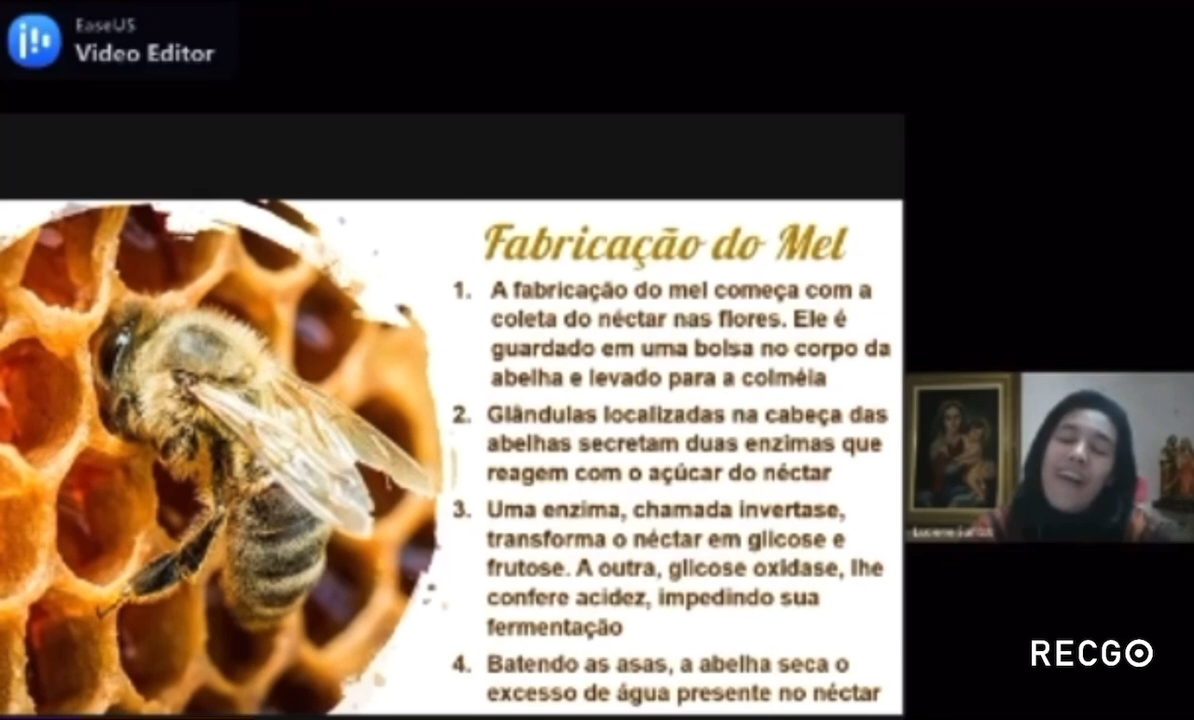 EaseUS
Video Editor
Fabricação do Mel
1. A fabricação do mel começa com a
coleta do néctar nas flores. Ele é
guardado em uma bolsa no corpo da
abelha e levado para a colméia
2. Glândulas localizadas na cabeça das
abelhas secretam duas enzimas que
reagem com o açúcar do néctar
3. Uma enzima, chamada invertase,
transforma o néctar em glicose e
frutose. A outra, glicose oxidase, lhe
confere acidez, impedindo sua
fermentação
4. Batendo as asas, a abelha seca o
excesso de água presente no néctar
RECGO